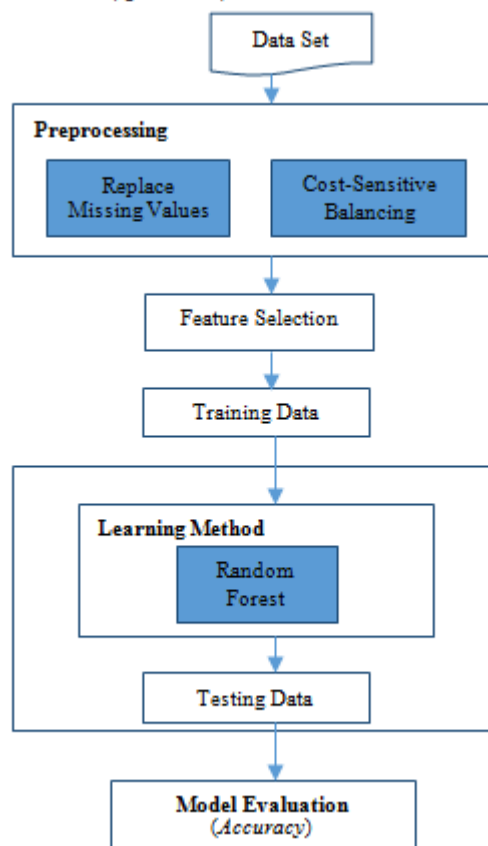 Data Set
Preprocessing
Replace
Missing Values
Cost-Sensitive
Balancing
Feature Selection
Training Data
Learning Method
Random
Forest
Testing Data
Model Evaluation
(Accuracy)